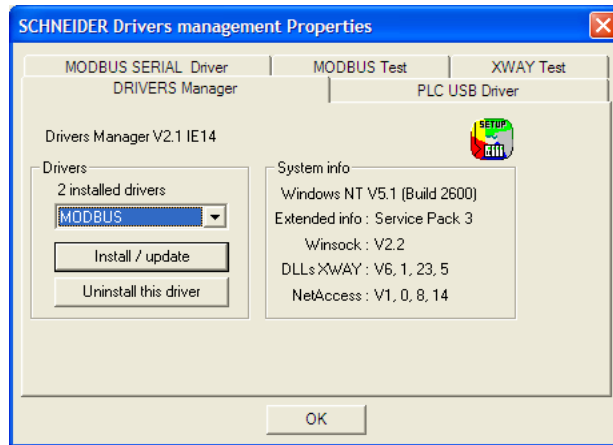 SCHNEIDER Drivers management Properties
MODBUS SERIAL Driver
MODBUS Test
XWAY Test
DRIVERS Manager
PLC USB Driver
Drivers Manager V2.1 IE14
SETUP
Drivers
2 installed drivers
MODBUS
Install / update
Uninstall this driver
System info
Windows NT V5.1 (Build 2600)
Extended info : Service Pack 3
Winsock : V2.2
DLLs XWAY : V6, 1, 23, 5
NetAccess : V1, 0, 8, 14
OK